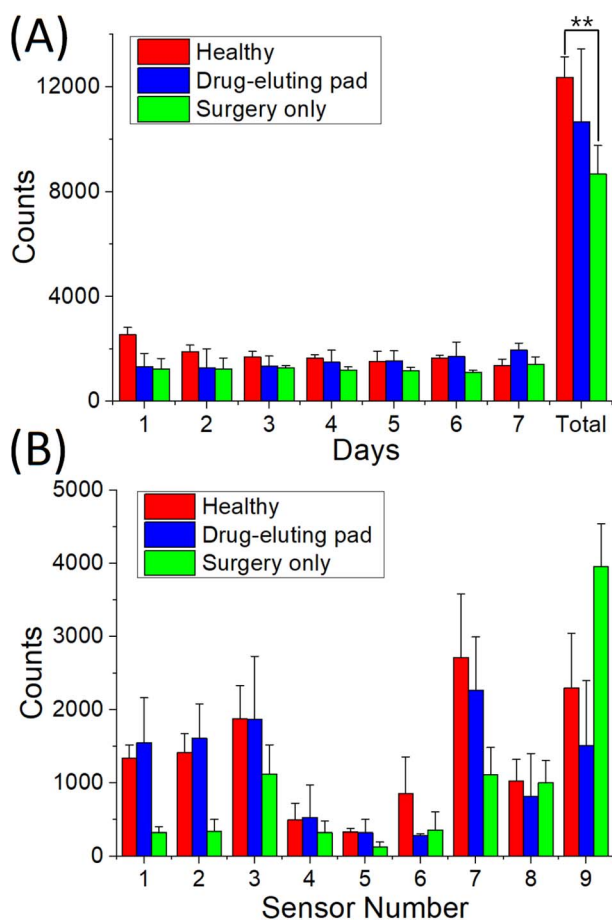 (A)
**
Healthy
Drug-eluting pad
Surgery only
12000
8000
4000
0
Counts
1 2 3 4 5 6 7 Total
Days
(B)
5000
4000
3000
2000
1000
0
Healthy
Drug-eluting pad
Surgery only
Counts
1 2 3 4 5 6 7 8 9
Sensor Number